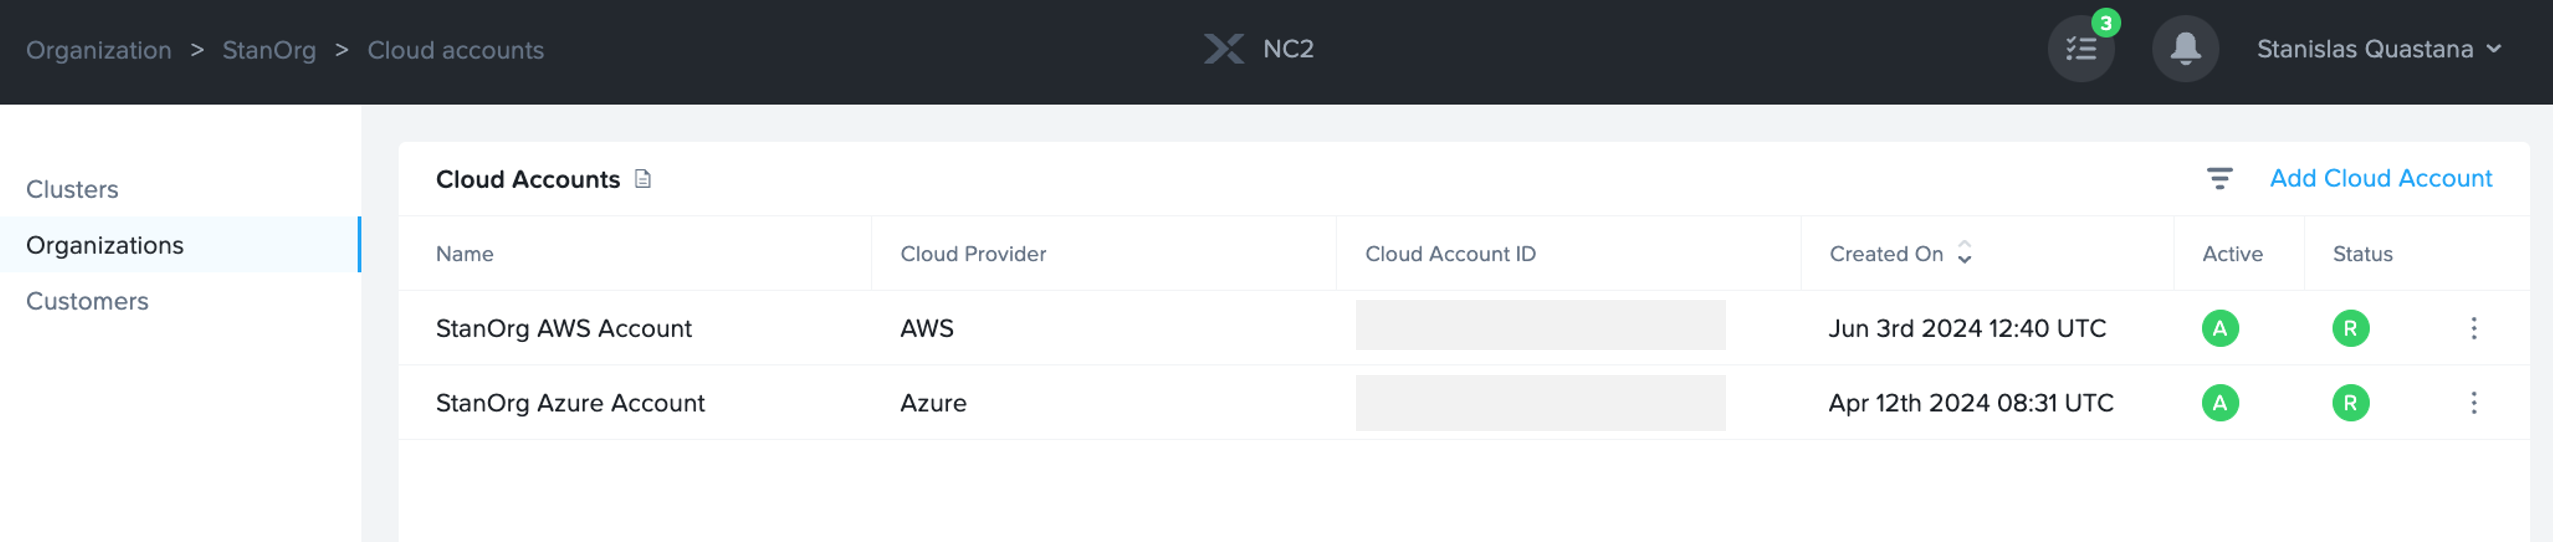 Organization > StanOrg > Cloud accounts
NC2
3
Stanislas Quastana
Clusters
Organizations
Customers
Cloud Accounts
Add Cloud Account
Name Cloud Provider Cloud Account ID Created On Active Status
StanOrg AWS Account AWS Jun 3rd 2024 12:40 UTC A R
StanOrg Azure Account Azure Apr 12th 2024 08:31 UTC A R